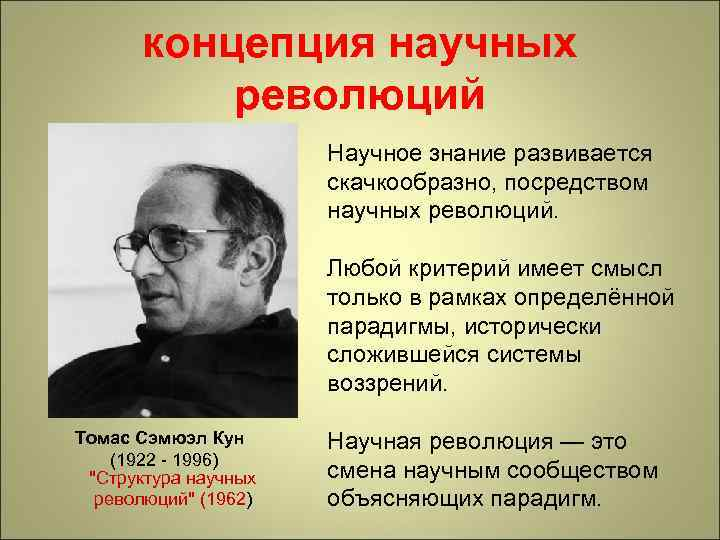 концепция научных
революций
Научное знание развивается
скачкообразно, посредством
научных революций.
Любой критерий имеет смысл
только в рамках определённой
парадигмы, исторически
сложившейся системы
воззрений.
Томас Сэмюэл Кун
(1922 - 1996)
"Структура научных
революций" (1962)
Научная революция — это
смена научным сообществом
объясняющих парадигм.